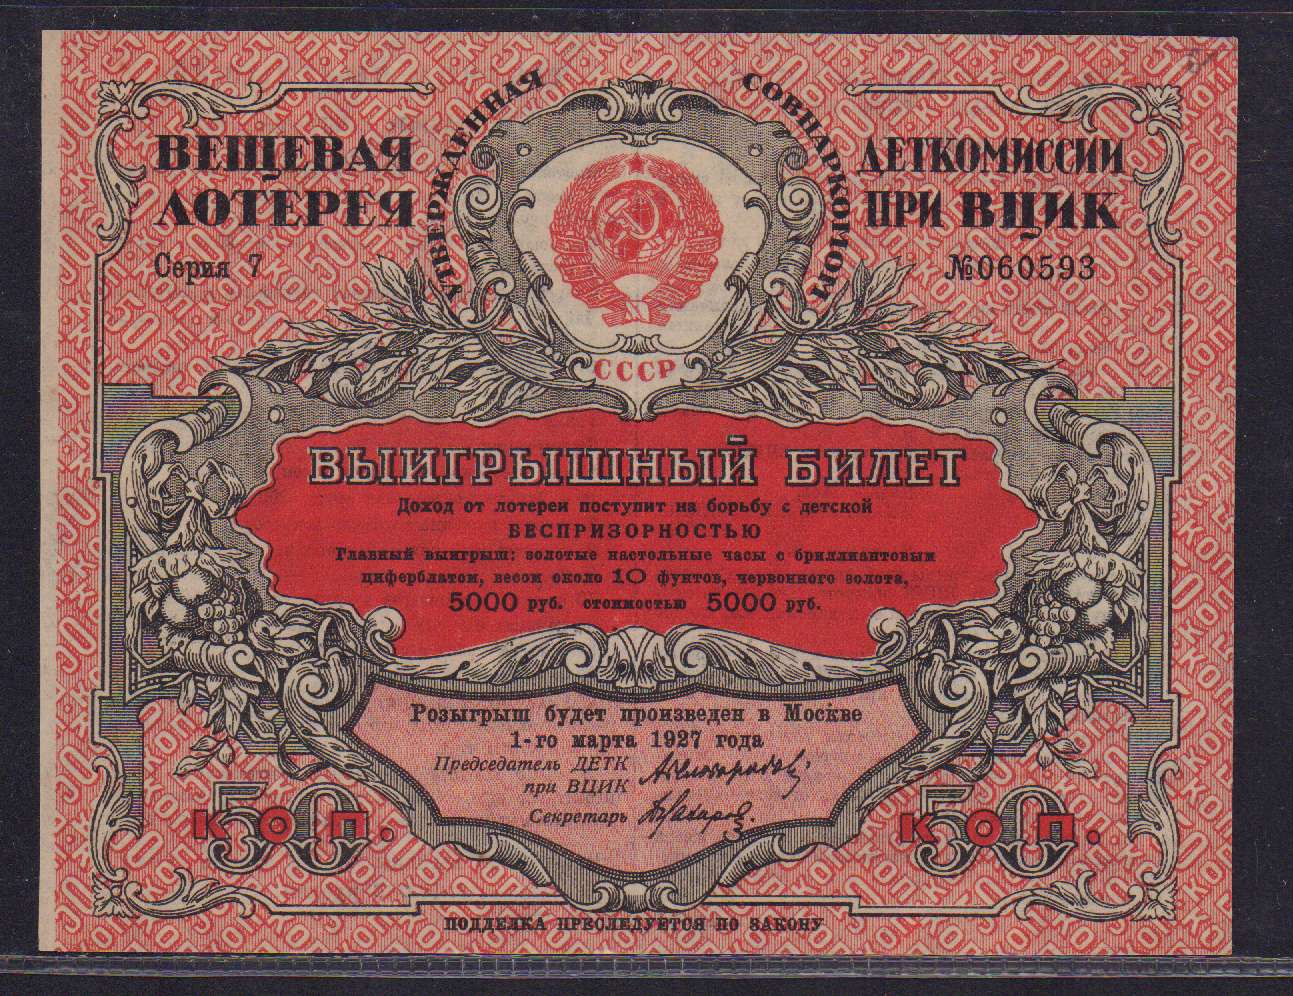 УТВЕРЖДЕННАЯ СОВНАРКОМОМ
ВЕЩЕВАЯ
ЛОТЕРЕЯ
Серия 7
ДЕТКОМИССИИ
ПРИ ВЦИК
№060593
СССР
ВЫИГРЫШНЫЙ БИЛЕТ
Доход от лотереи поступит на борьбу с детской
БЕСПРИЗОРНОСТЬЮ
Главный выигрыш: золотые настольные часы с бриллиантовым
циферблатом, весом около 10 фунтов, червонного золота,
5000 руб. стоимостью 5000 руб.
Розыгрыш будет произведен в Москве
1-го марта 1927 года
Председатель ДЕТК
при ВЦИК
Секретарь
50 КОП.
50 КОП.
ПОДДЕЛКА ПРЕСЛЕДУЕТСЯ ПО ЗАКОНУ